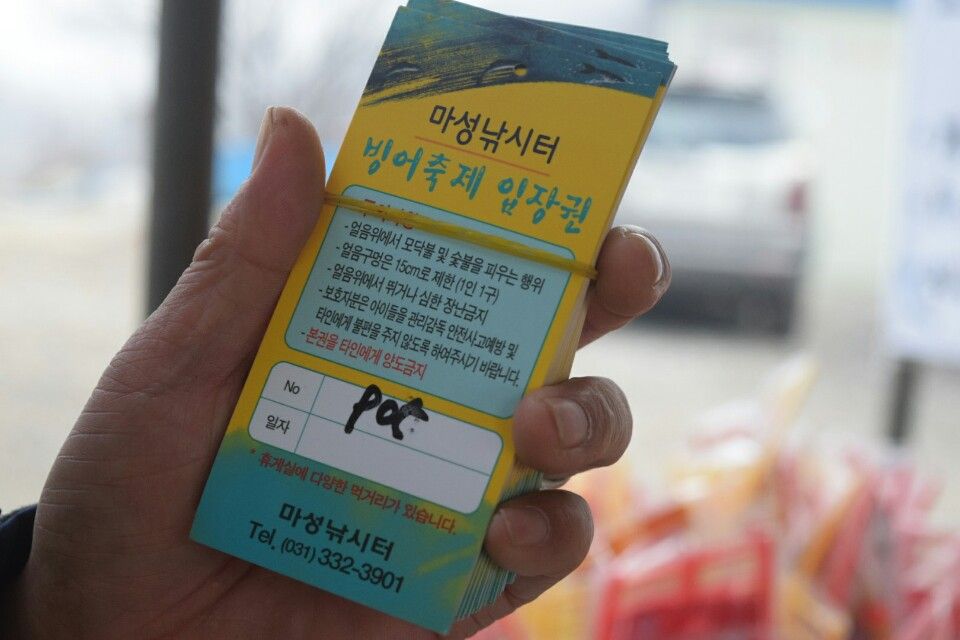 마성낚시터
빙어축제 입장권
- 얼음위에서 모닥불 및 숯불을 피우는 행위
- 얼음구멍은 15cm로 제한 (1인 1구)
- 얼음위에서 뛰거나 심한 장난금지
- 보호자분은 아이들을 관리감독 안전사고예방 및
타인에게 불편을 주지 않도록 하여주시기 바랍니다.
- 본권을 타인에게 양도금지
No
일자
* 휴게실에 다양한 먹거리가 있습니다.
마성낚시터
Tel. (031) 332-3901